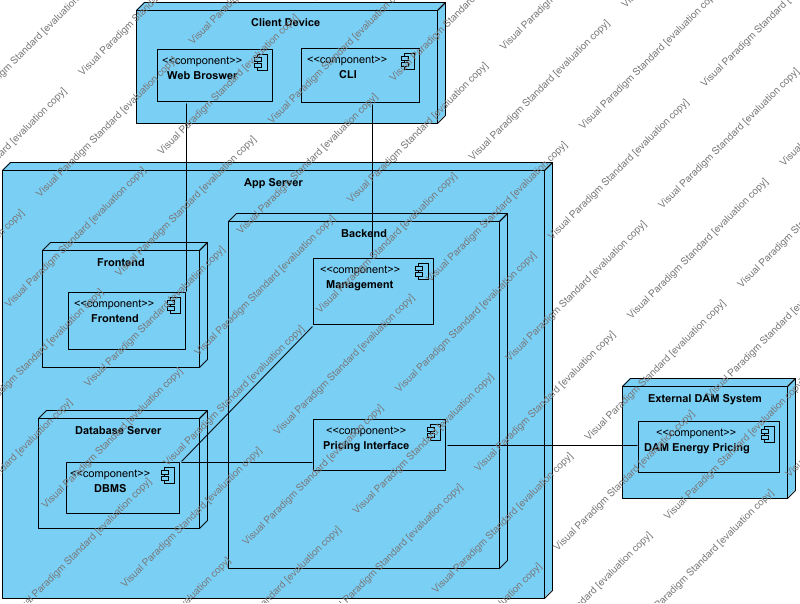 Client Device
<<component>>
Web Broswer
<<component>>
CLI
App Server
Backend
<<component>>
Management
Frontend
<<component>>
Frontend
Database Server
<<component>>
DBMS
<<component>>
Pricing Interface
External DAM System
<<component>>
DAM Energy Pricing
Visual Paradigm Standard [evaluation copy]